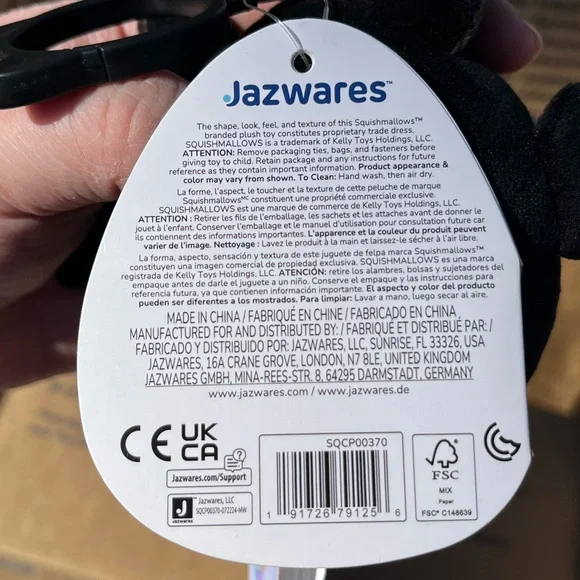 Jazwares™
The shape, look, feel, and texture of this Squishmallows™
branded plush toy constitutes proprietary trade dress.
SQUISHMALLOWS is a trademark of Kelly Toys Holdings, LLC.
ATTENTION: Remove packaging ties, bags, and fasteners before
giving toy to child. Retain package and any instructions for future
reference as they contain important information. Product appearance &
color may vary from shown. To Clean: Hand wash, then air dry.
La forme, l'aspect, le toucher et la texture de cette peluche de marque
Squishmallowsᴹᶜ constituent une propriété commerciale exclusive.
SQUISHMALLOWS est une marque de commerce de Kelly Toys Holdings, LLC.
ATTENTION : Retirer les fils de l'emballage, les sachets et les attaches avant de donner le
jouet à l'enfant. Conservez l'emballage et le manuel d'utilisation pour consultation future car
ils contiennent des informations importantes. L'apparence et la couleur du produit peuvent
varier de l'image. Nettoyage : Lavez le produit à la main et laissez-le sécher à l'air libre.
La forma, aspecto, sensación y textura de este juguete de felpa marca Squishmallows™
constituyen una imagen comercial de propiedad exclusiva. SQUISHMALLOWS es una marca
registrada de Kelly Toys Holdings, LLC. ATENCIÓN: retire los alambres, bolsas y sujetadores del
empaque antes de darle el juguete a un niño. Conserve el empaque y las instrucciones para
referencia futura, ya que contienen información importante. El aspecto y color del producto
pueden ser diferentes a los mostrados. Para limpiar: Lavar a mano, luego secar al aire.
MADE IN CHINA / FABRIQUÉ EN CHINE / FABRICADO EN CHINA
MANUFACTURED FOR AND DISTRIBUTED BY: / FABRIQUÉ ET DISTRIBUÉ PAR: /
FABRICADO Y DISTRIBUIDO POR: JAZWARES, LLC, SUNRISE, FL 33326, USA
JAZWARES, 16A CRANE GROVE, LONDON, N7 8LE, UNITED KINGDOM
JAZWARES GMBH, MINA-REES-STR. 8, 64295 DARMSTADT, GERMANY
www.jazwares.com / www.jazware.de
CE UK
CA
Jazwares.com/Support
Jazwares, LLC
SQCP00370-072224-MW
JAZWARES
SQCP00370
1 91726 79125 6
FSC
MIX
Paper
FSC® C148639